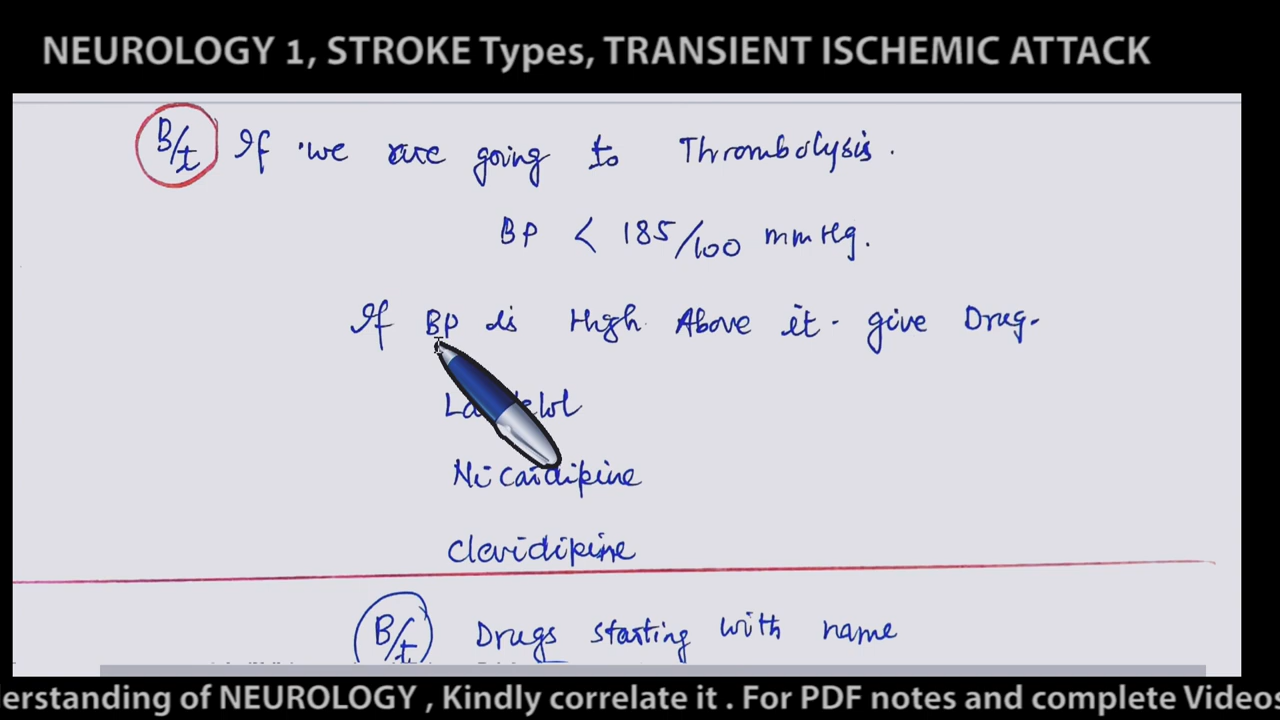 NEUROLOGY 1, STROKE Types, TRANSIENT ISCHEMIC ATTACK
B/t If we are going to Thrombolysis.
BP < 185/100 mmHg.
If BP is High Above it - give Drug-
Nicardipine
Clevidipine
B/t Drugs starting with name
derstanding of NEUROLOGY , Kindly correlate it . For PDF notes and complete Videos